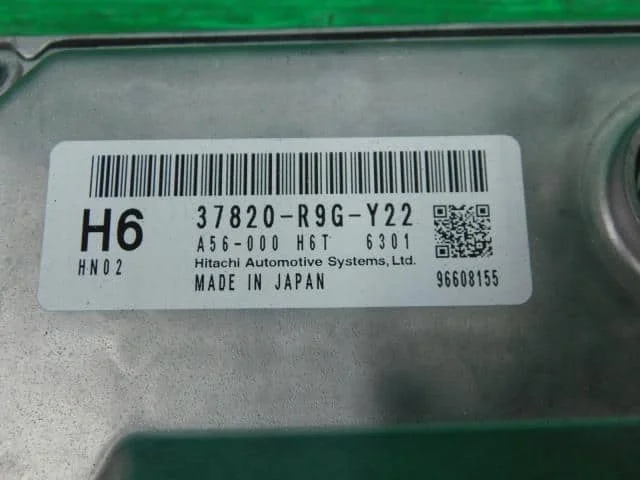 H6
37820-R9G-Y22
A56-000 H6T 6301
HN02
Hitachi Automotive Systems,Ltd.
MADE IN JAPAN
96608155